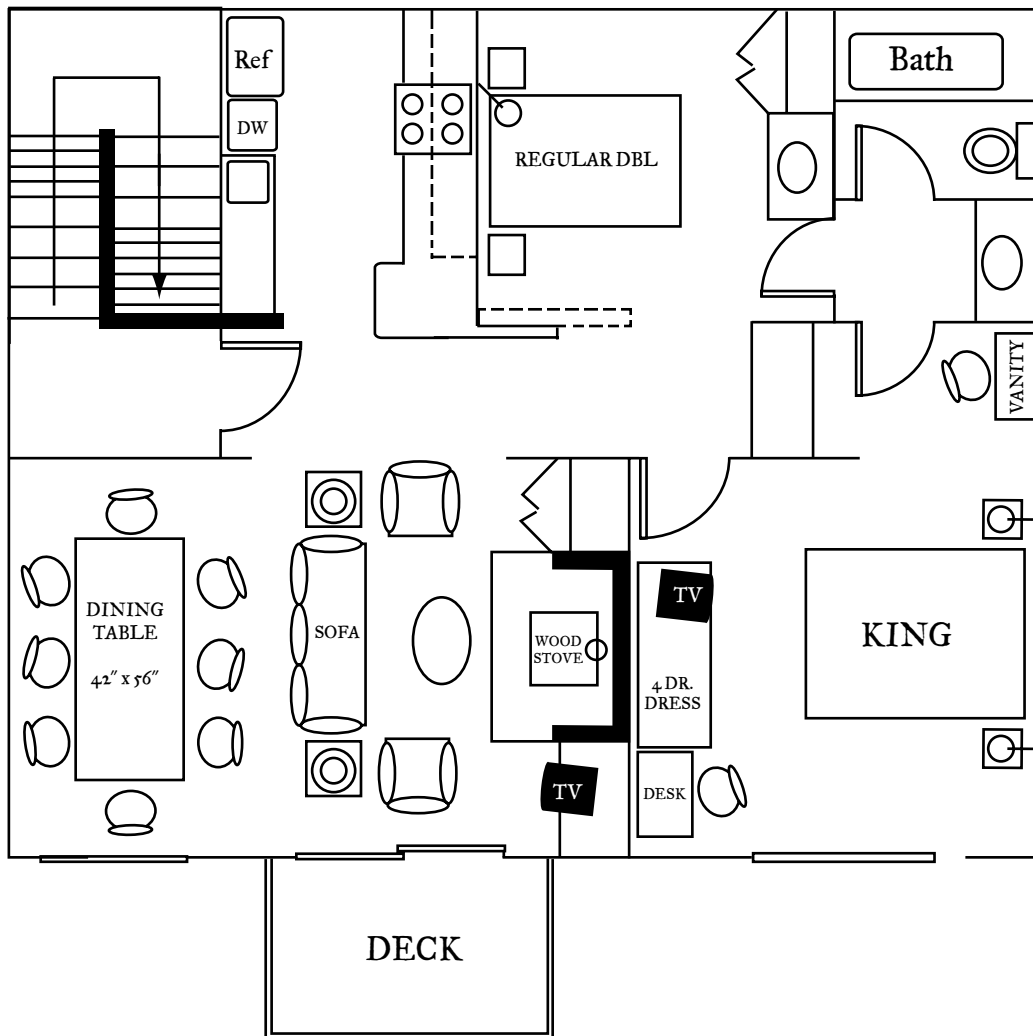 Ref
Bath
DW
REGULAR DBL
VANITY
DINING
TABLE
42" x 56"
SOFA
WOOD
STOVE
TV
4 DR.
DRESS
KING
TV
DESK
DECK